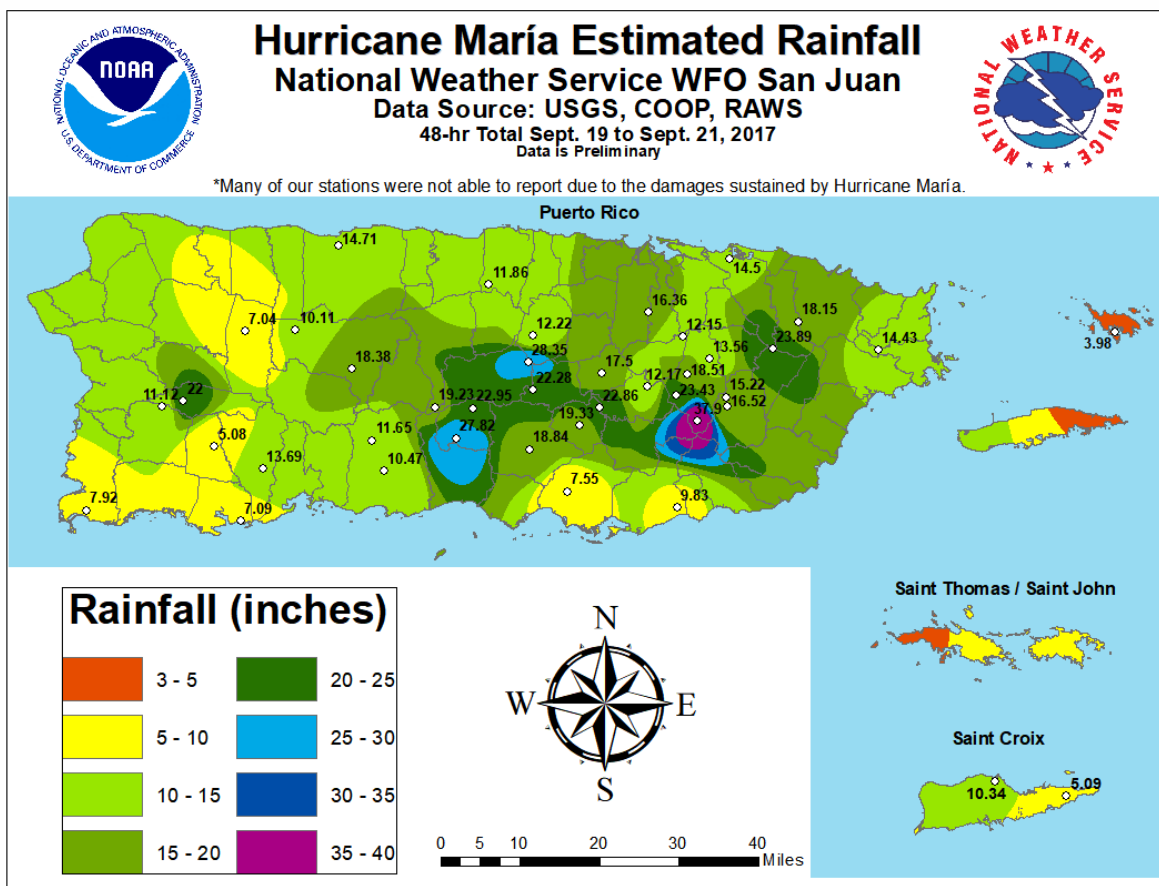 Hurricane María Estimated Rainfall
National Weather Service WFO San Juan
Data Source: USGS, COOP, RAWS
48-hr Total Sept. 19 to Sept. 21, 2017
Data is Preliminary
NATIONAL OCEANIC AND ATMOSPHERIC ADMINISTRATION
NOAA
U.S. DEPARTMENT OF COMMERCE
NATIONAL WEATHER SERVICE
*Many of our stations were not able to report due to the damages sustained by Hurricane María.
Puerto Rico
14.71
14.5
11.86
16.36
18.15
7.04
10.11
12.22
12.15
14.43
3.98
28.35
13.56
23.89
18.38
17.5
12.17
18.51
22.28
23.43
15.22
11.12
22
19.23
22.95
22.86
37.9
16.52
19.33
27.82
11.65
18.84
5.08
13.69
10.47
7.55
9.83
7.92
7.09
Rainfall (inches)
3 - 5
20 - 25
5 - 10
25 - 30
10 - 15
30 - 35
15 - 20
35 - 40
N
W
E
S
0
5
10
20
30
40
Miles
Saint Thomas / Saint John
Saint Croix
10.34
5.09